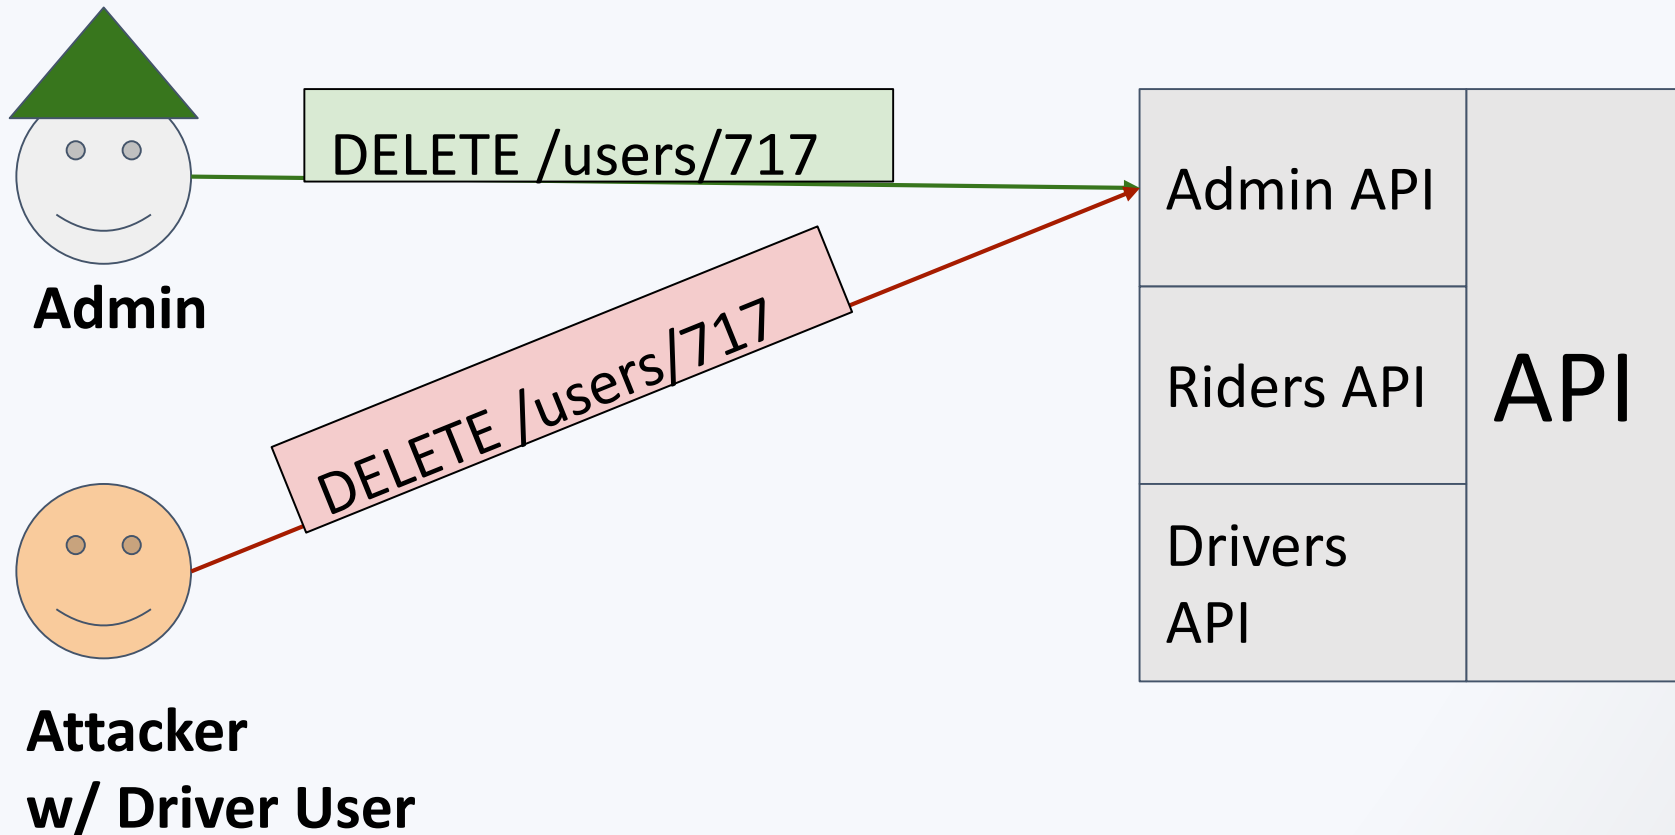 DELETE /users/717
Admin
DELETE /users/717
Attacker
w/ Driver User
Admin API
Riders API
Drivers
API
API